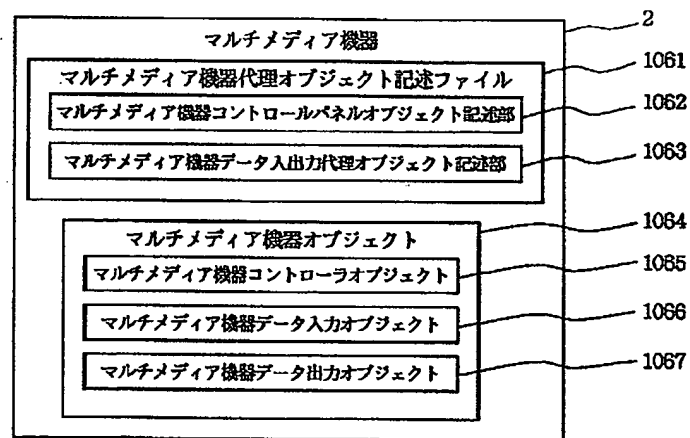 マルチメディア機器
2
マルチメディア機器代理オブジェクト記述ファイル
1061
マルチメディア機器コントロールパネルオブジェクト記述部
1062
マルチメディア機器データ入出力代理オブジェクト記述部
1063
マルチメディア機器オブジェクト
1064
マルチメディア機器コントローラオブジェクト
1065
マルチメディア機器データ入力オブジェクト
1066
マルチメディア機器データ出力オブジェクト
1067